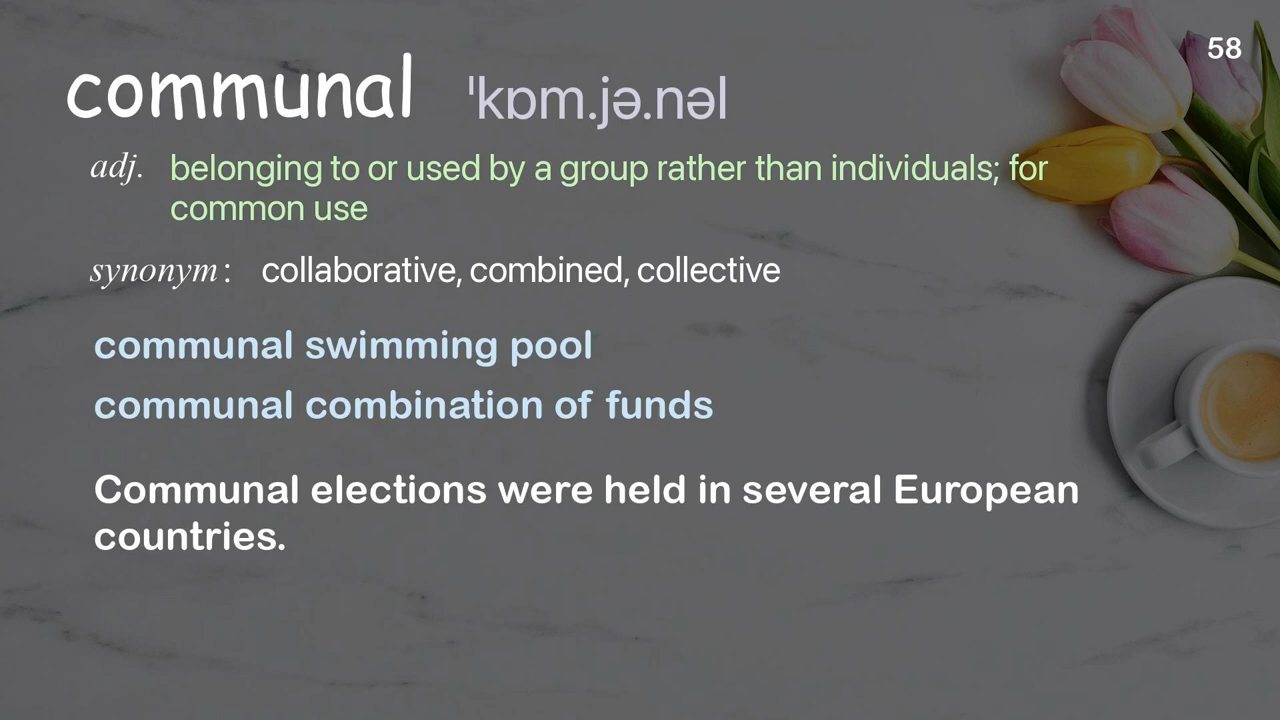 58
communal ˈkɒm.jə.nəl
adj. belonging to or used by a group rather than individuals; for
common use
synonym: collaborative, combined, collective
communal swimming pool
communal combination of funds
Communal elections were held in several European
countries.